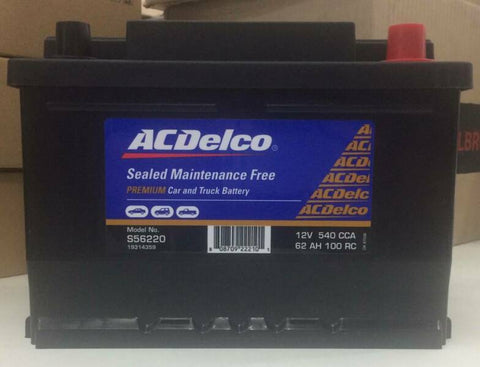 ACDelco®
Sealed Maintenance Free
PREMIUM Car and Truck Battery
Model No.
S56220
19314359
12V 540 CCA
62 AH 100 RC
ACDelco
ACDelco
ACDelco
ACDelco
LBR